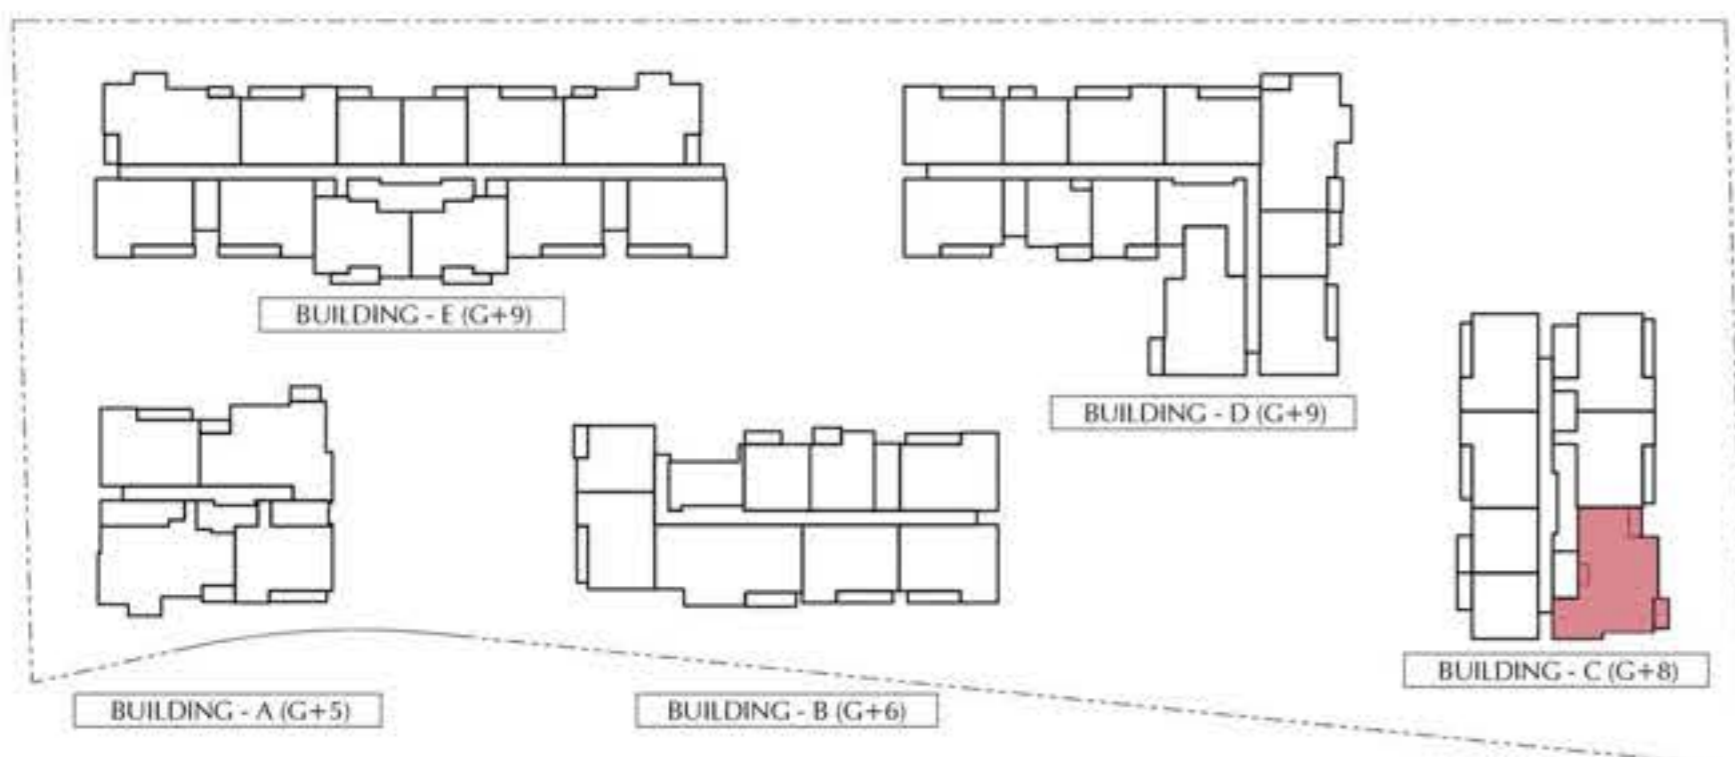 BUILDING - E (G+9)
BUILDING - D (G+9)
BUILDING - C (G+8)
BUILDING - A (G+5)
BUILDING - B (G+6)